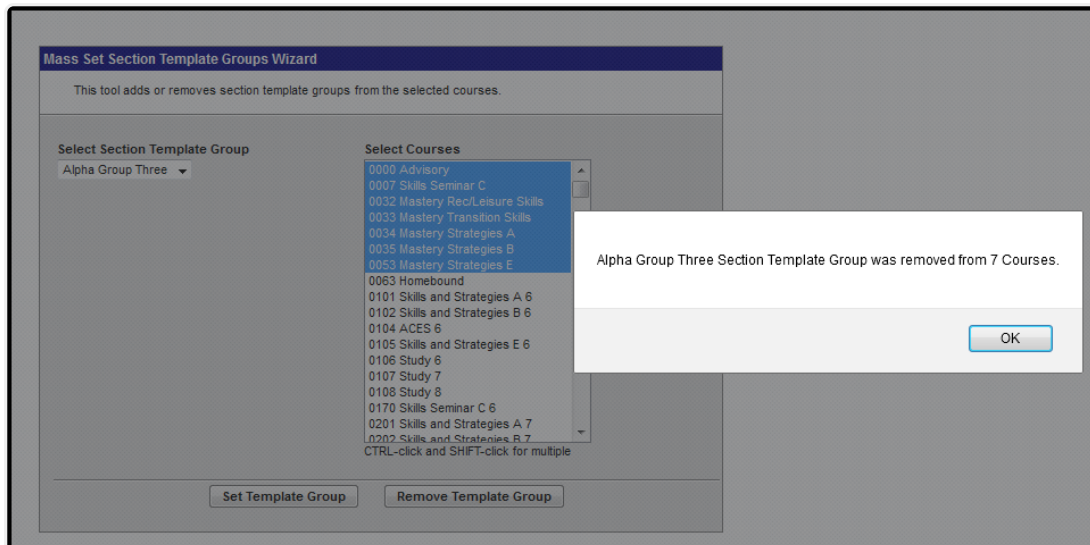 Mass Set Section Template Groups Wizard
This tool adds or removes section template groups from the selected courses.
Select Section Template Group
Alpha Group Three
Select Courses
0000 Advisory
0007 Skills Seminar C
0032 Mastery Rec/Leisure Skills
0033 Mastery Transition Skills
0034 Mastery Strategies A
0035 Mastery Strategies B
0053 Mastery Strategies E
0063 Homebound
0101 Skills and Strategies A 6
0102 Skills and Strategies B 6
0104 ACES 6
0105 Skills and Strategies E 6
0106 Study 6
0107 Study 7
0108 Study 8
0170 Skills Seminar C 6
0201 Skills and Strategies A 7
0202 Skills and Strategies B 7
CTRL-click and SHIFT-click for multiple
Set Template Group
Remove Template Group
Alpha Group Three Section Template Group was removed from 7 Courses.
OK